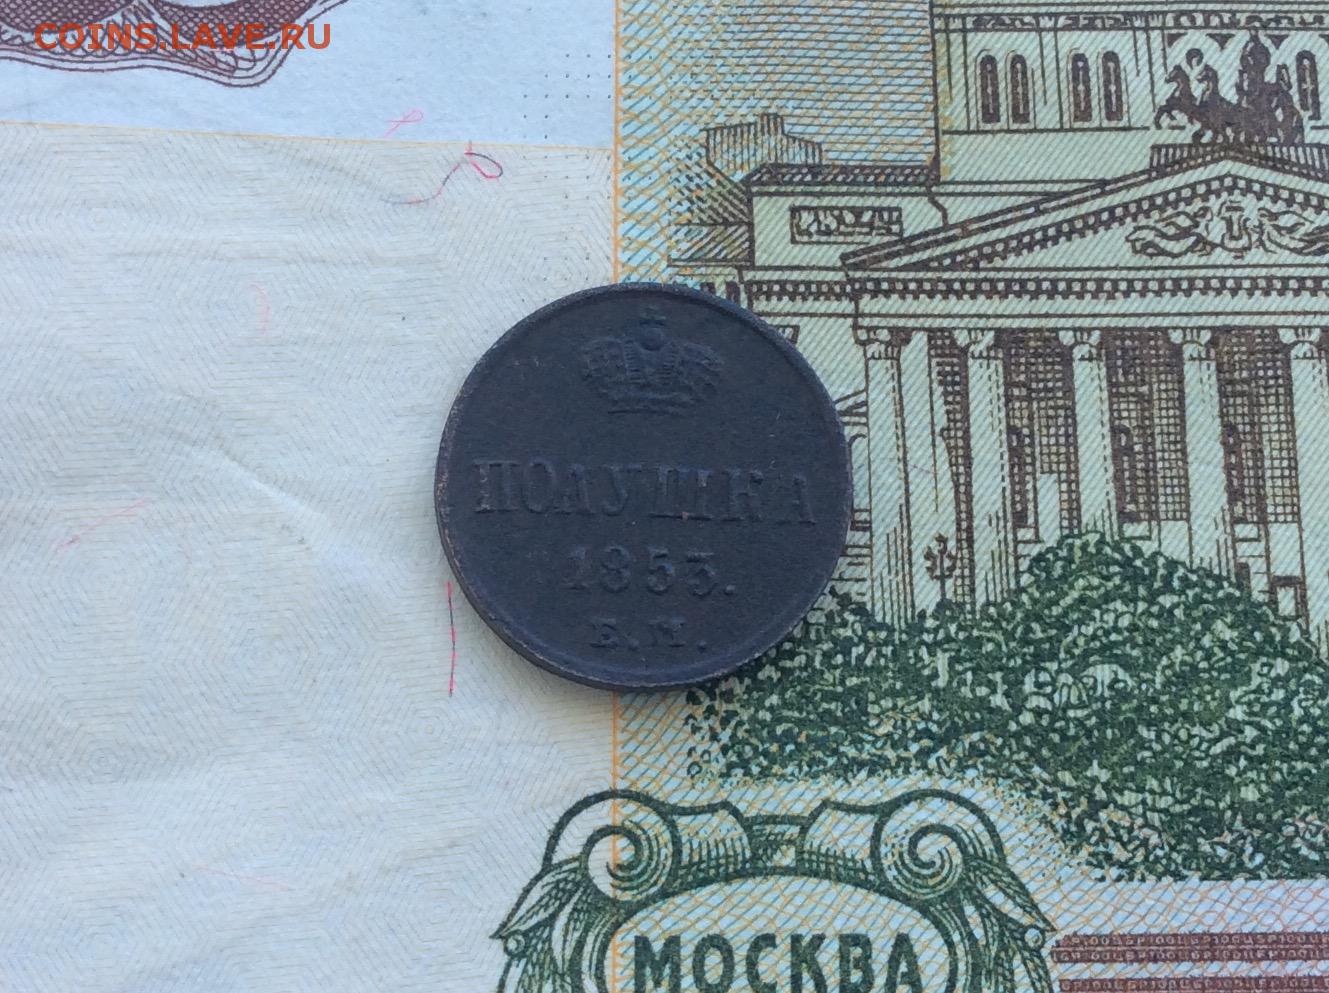 COINS.LAVE.RU
ПОЛУШКА
1853.
Е.М.
МОСКВА